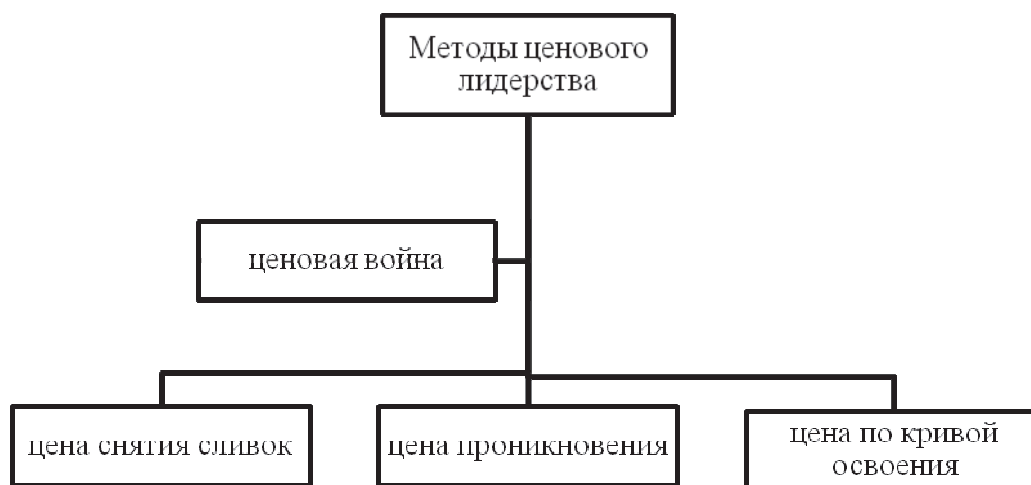 Методы ценового
лидерства
ценовая война
цена снятия сливок
цена проникновения
цена по кривой
освоения